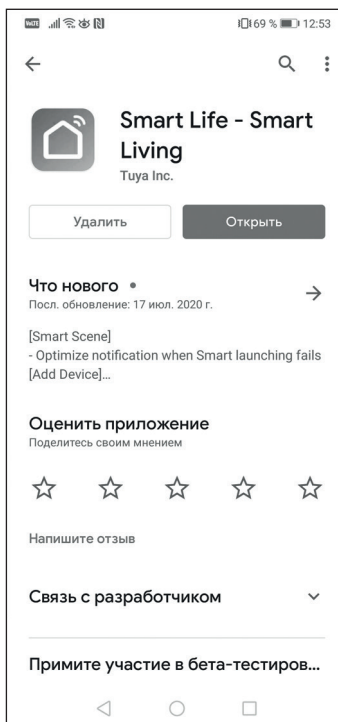 VoLTE 69 % 12:53
Smart Life - Smart
Living
Tuya Inc.
Удалить Открыть
Что нового •
Посл. обновление: 17 июл. 2020 г.
[Smart Scene]
- Optimize notification when Smart launching fails
[Add Device]...
Оценить приложение
Поделитесь своим мнением
Напишите отзыв
Связь с разработчиком
Примите участие в бета-тестиров...